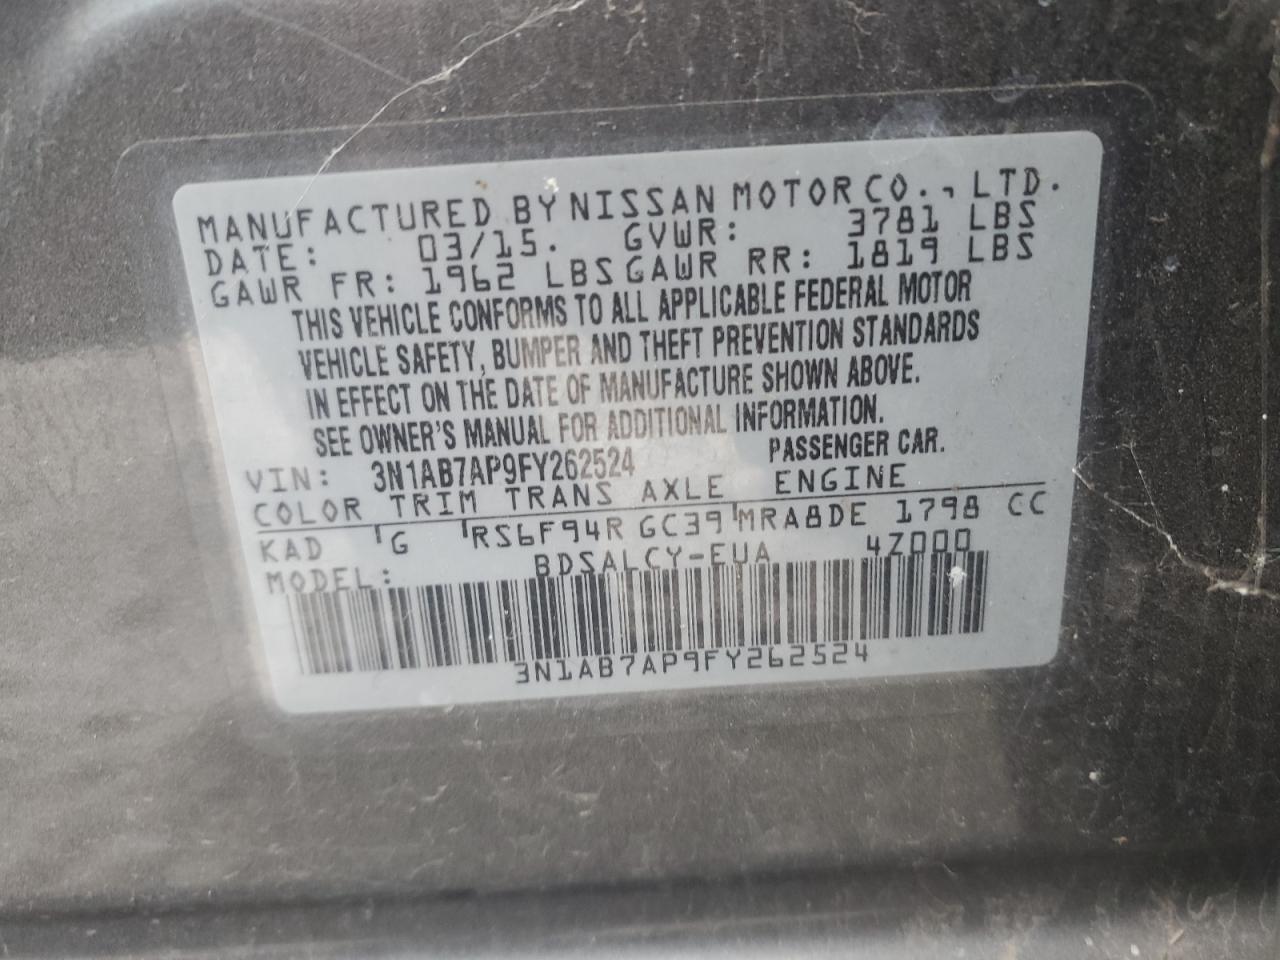 MANUFACTURED BY NISSAN MOTOR CO., LTD.
DATE: 03/15. GVWR: 3781 LBS
GAWR FR: 1962 LBS GAWR RR: 1819 LBS
THIS VEHICLE CONFORMS TO ALL APPLICABLE FEDERAL MOTOR
VEHICLE SAFETY, BUMPER AND THEFT PREVENTION STANDARDS
IN EFFECT ON THE DATE OF MANUFACTURE SHOWN ABOVE.
SEE OWNER'S MANUAL FOR ADDITIONAL INFORMATION.
VIN: 3N1AB7AP9FY262524 PASSENGER CAR.
COLOR TRIM TRANS AXLE ENGINE
KAD G RS6F94R GC39 MRA8DE 1798 CC
MODEL: BDSALCY-EUA 4Z000
3N1AB7AP9FY262524